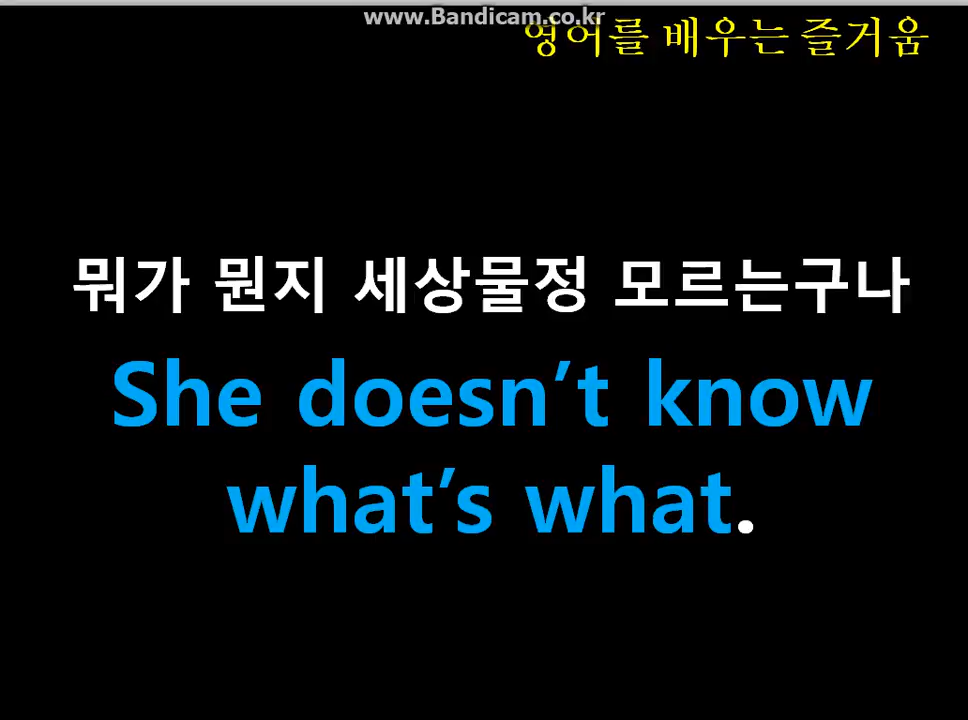 www.Bandicam.co.kr
영어를 배우는 즐거움
뭐가 뭔지 세상물정 모르는구나
She doesn’t know
what’s what.